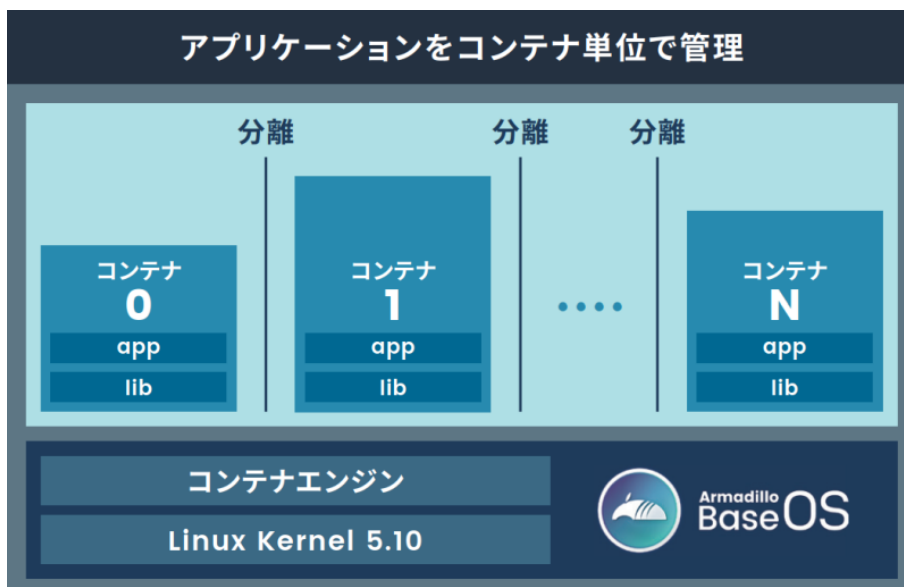 アプリケーションをコンテナ単位で管理
分離
分離
分離
コンテナ
0
app
lib
コンテナ
1
app
lib
コンテナ
N
app
lib
コンテナエンジン
Linux Kernel 5.10
Armadillo
Base OS